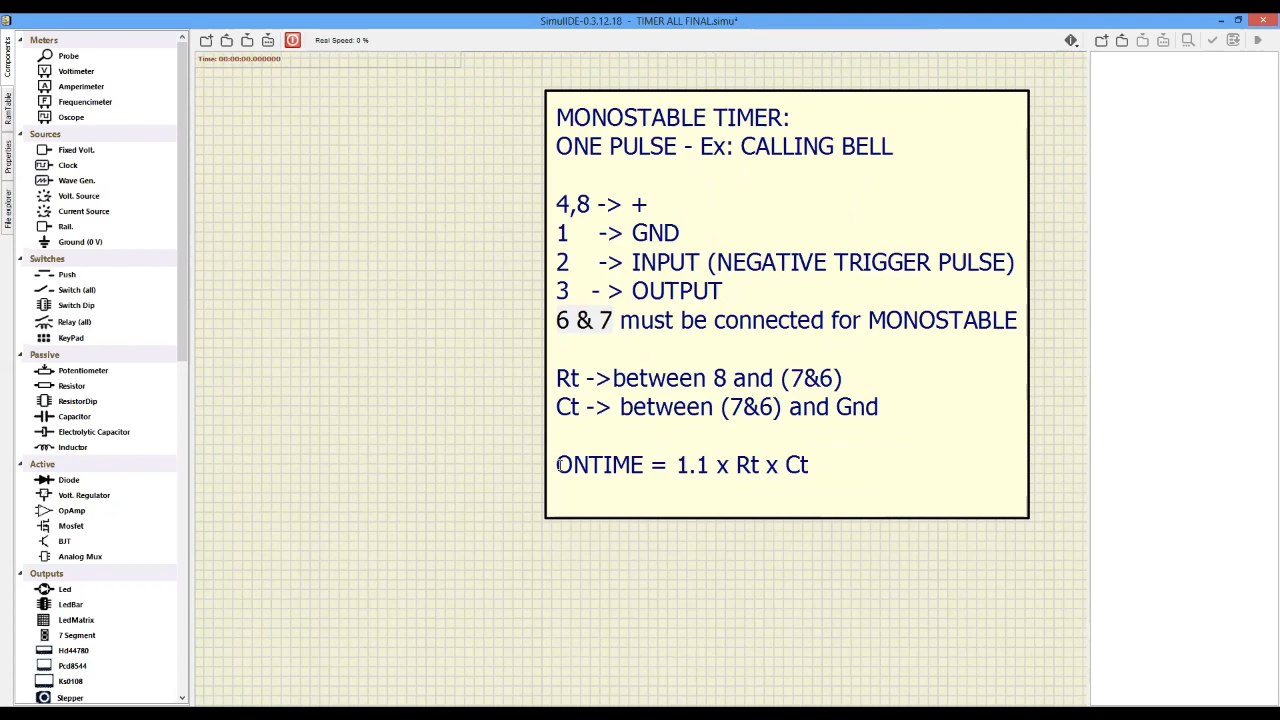 SimulIDE-0.3.12.18 - TIMER ALL FINAL.simu*
Components
RamTable
Properties
File explorer
Meters
Probe
Voltimeter
Amperimeter
Frequencimeter
Oscope
Sources
Fixed Volt.
Clock
Wave Gen.
Volt. Source
Current Source
Rail.
Ground (0 V)
Switches
Push
Switch (all)
Switch Dip
Relay (all)
KeyPad
Passive
Potentiometer
Resistor
ResistorDip
Capacitor
Electrolytic Capacitor
Inductor
Active
Diode
Volt. Regulator
OpAmp
Mosfet
BJT
Analog Mux
Outputs
Led
LedBar
LedMatrix
7 Segment
Hd44780
Pcd8544
Ks0108
Stepper
Real Speed: 0 %
Time: 00:00:00.000000
MONOSTABLE TIMER:
ONE PULSE - Ex: CALLING BELL
4,8 -> +
1 -> GND
2 -> INPUT (NEGATIVE TRIGGER PULSE)
3 - > OUTPUT
6 & 7 must be connected for MONOSTABLE
Rt ->between 8 and (7&6)
Ct -> between (7&6) and Gnd
ONTIME = 1.1 x Rt x Ct